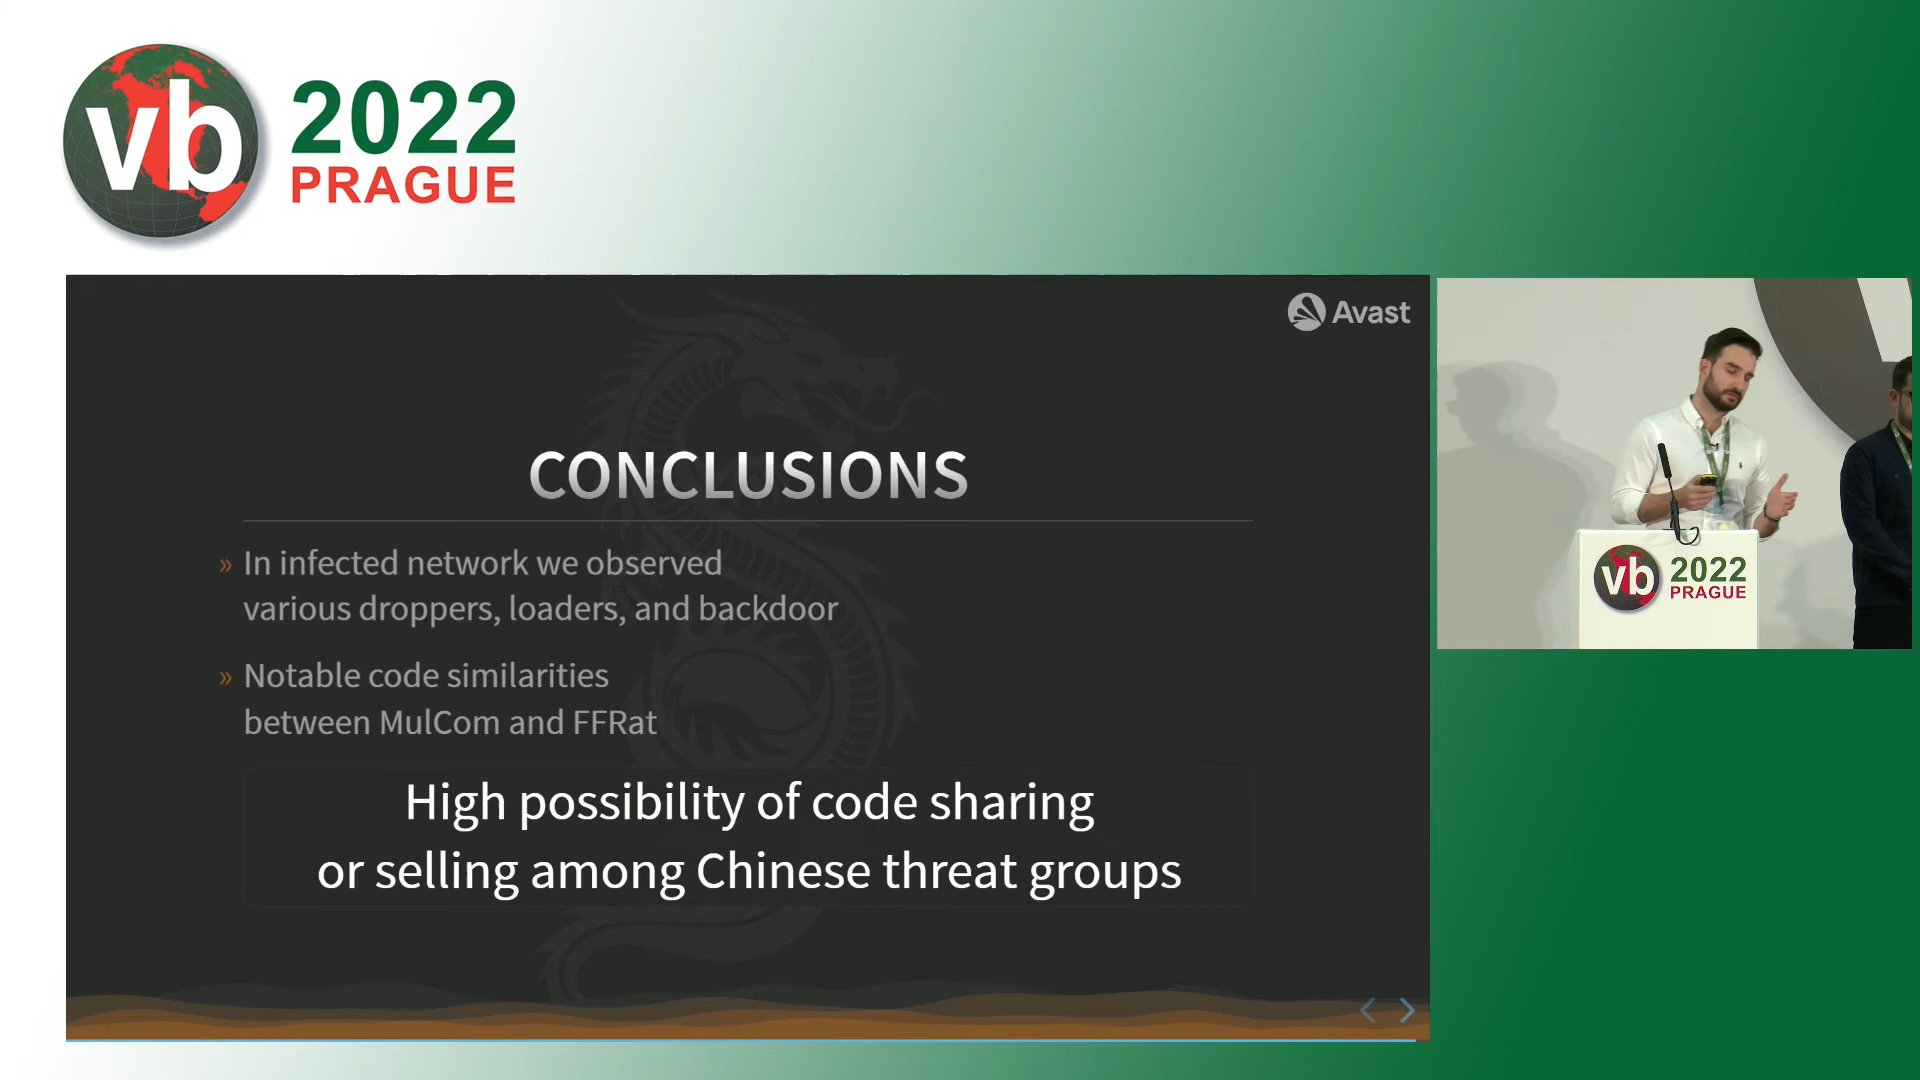 vb
2022
PRAGUE
Avast
CONCLUSIONS
» In infected network we observed
various droppers, loaders, and backdoor
» Notable code similarities
between MulCom and FFRat
High possibility of code sharing
or selling among Chinese threat groups
vb
2022
PRAGUE